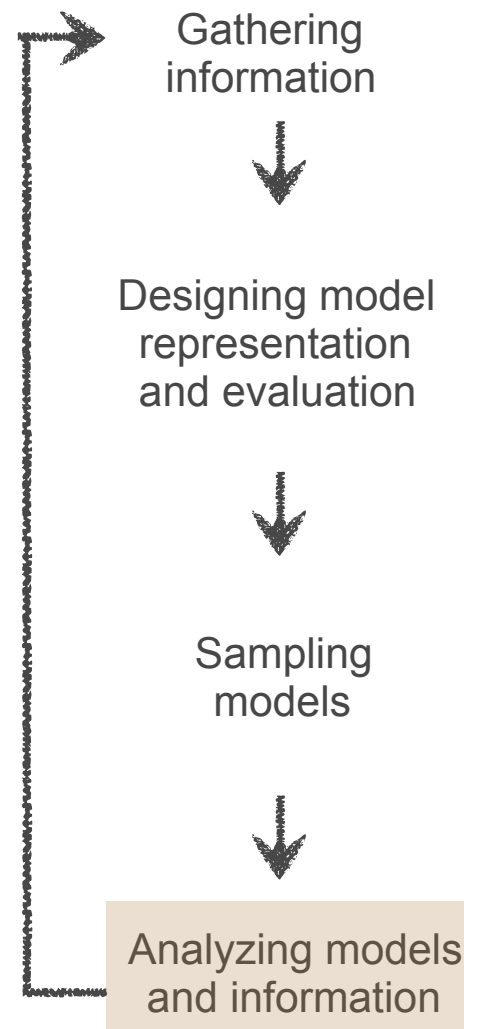 Gathering
information
Designing model
representation
and evaluation
Sampling
models
Analyzing models
and information